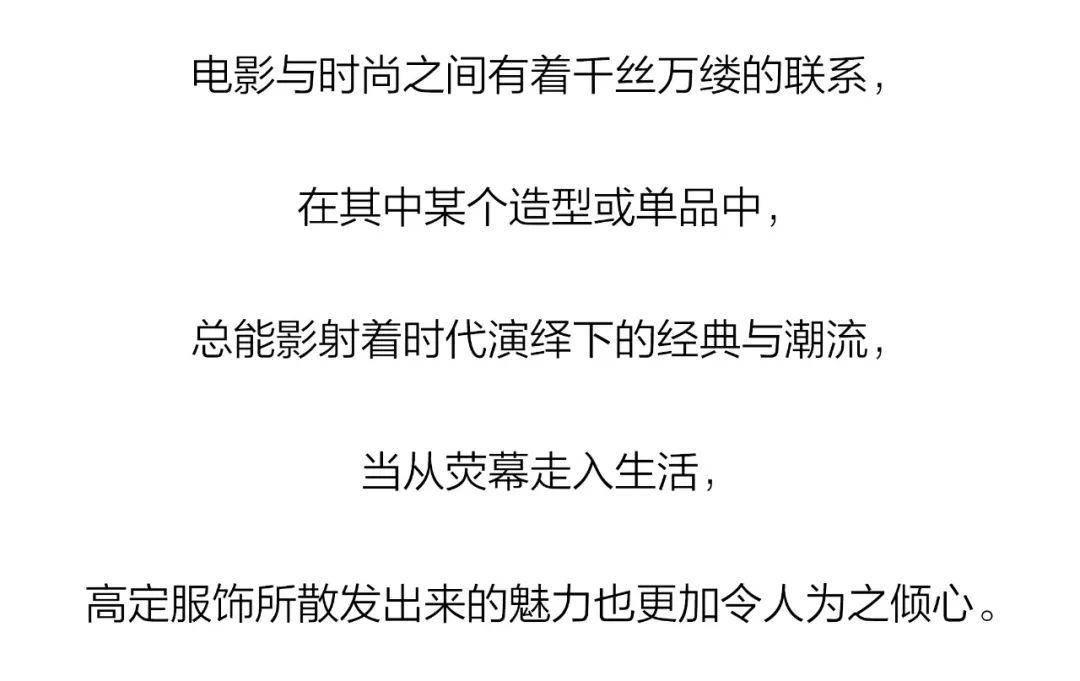 电影与时尚之间有着千丝万缕的联系,
在其中某个造型或单品中,
总能影射着时代演绎下的经典与潮流,
当从荧幕走入生活,
高定服饰所散发出来的魅力也更加令人为之倾心。